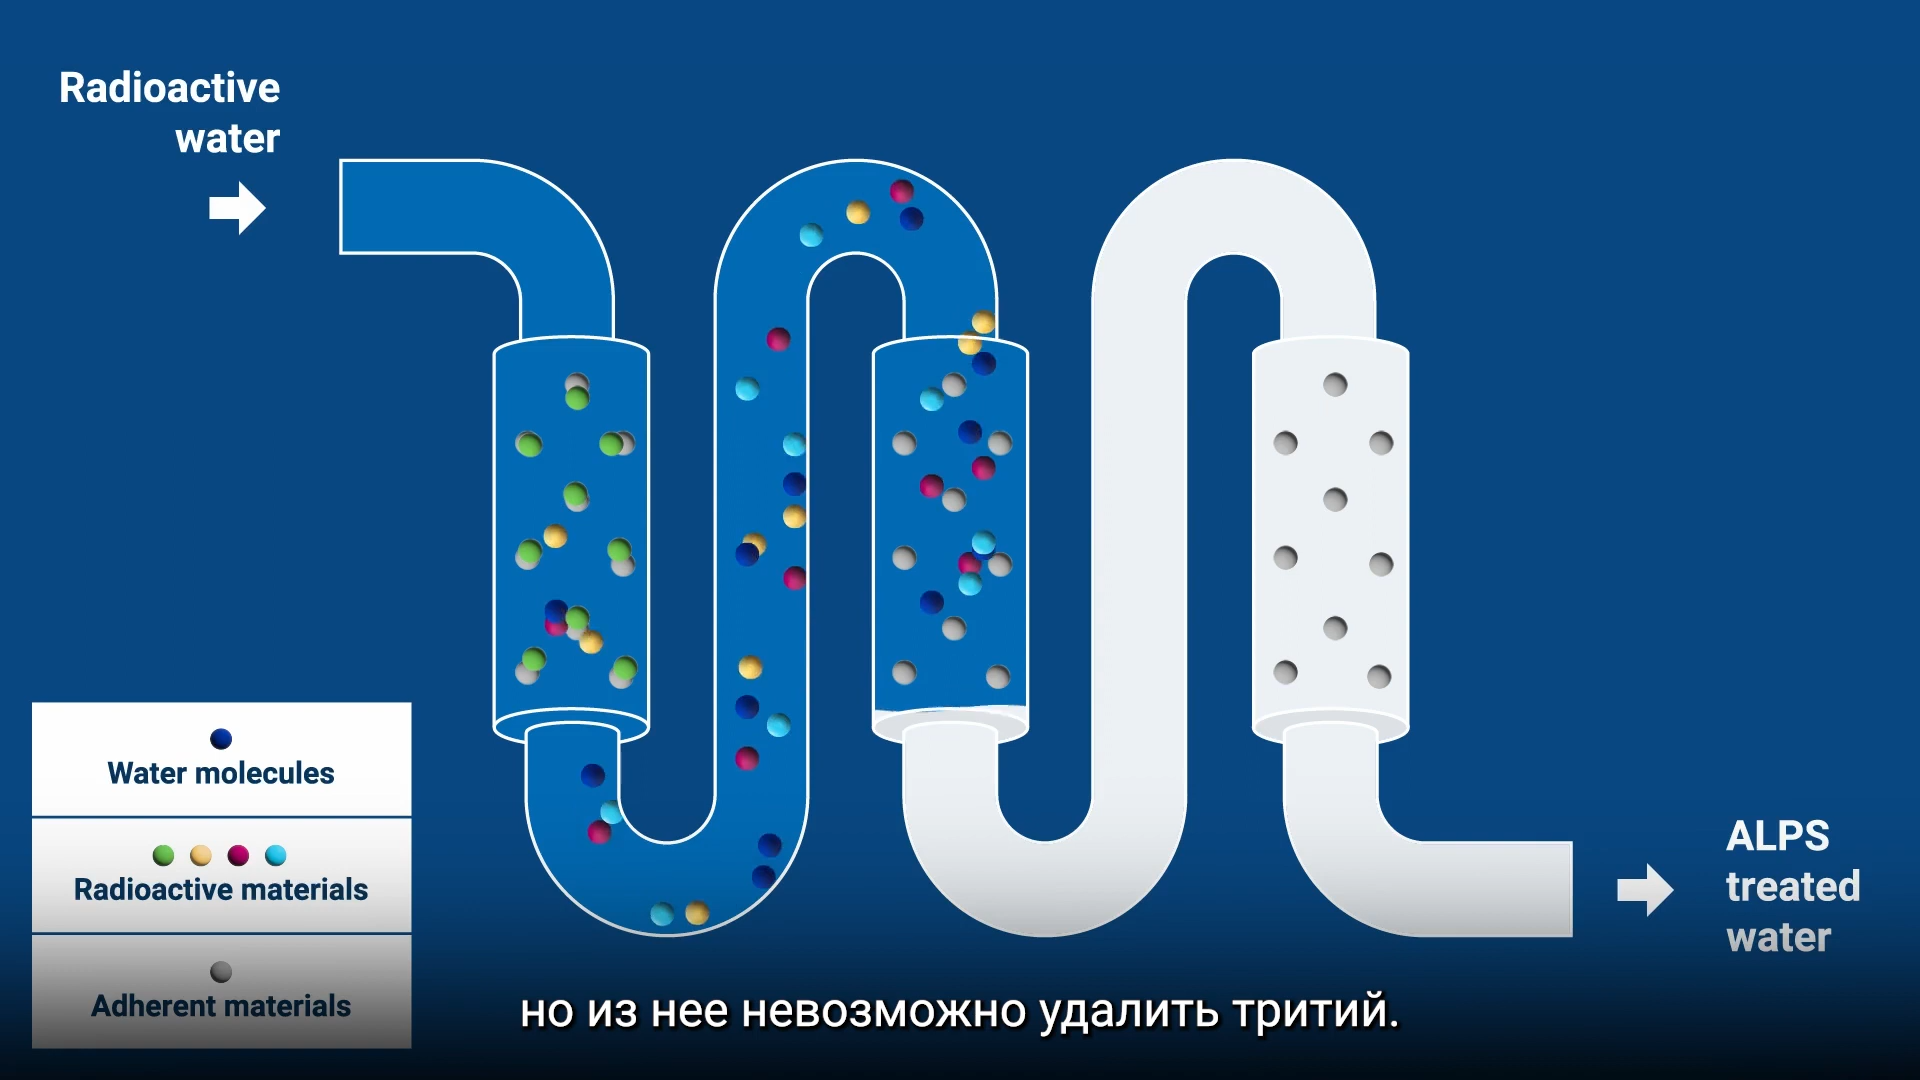 Radioactive
water
Water molecules
Radioactive materials
Adherent materials
ALPS
treated
water
но из нее невозможно удалить тритий.